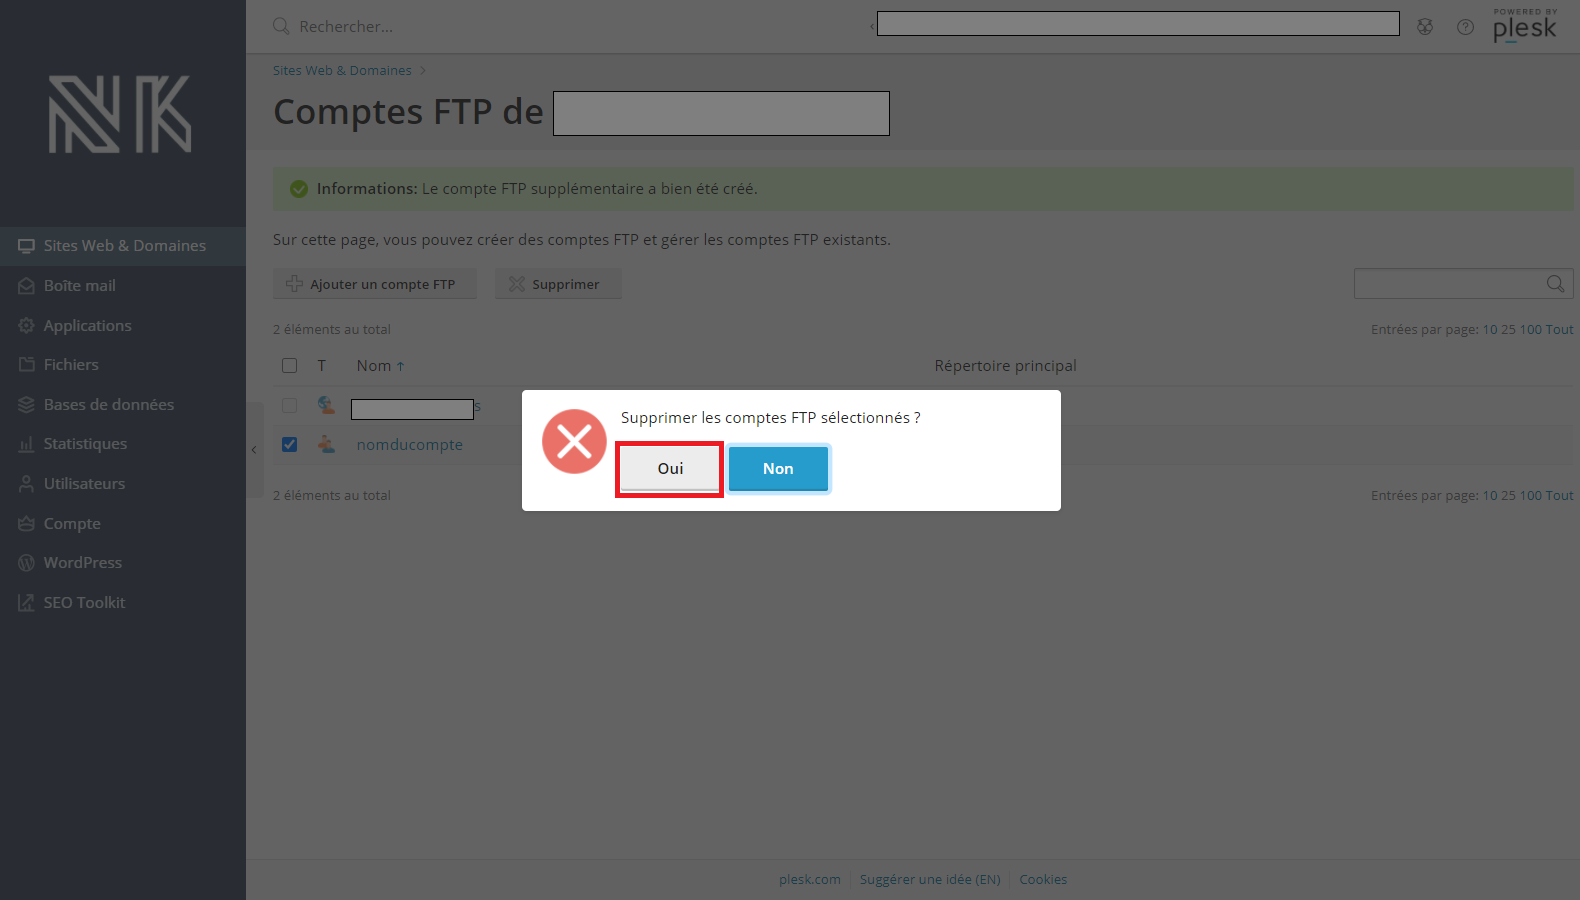 NK
Rechercher...
POWERED BY
plesk
Sites Web & Domaines >
Comptes FTP de
Informations: Le compte FTP supplémentaire a bien été créé.
Sur cette page, vous pouvez créer des comptes FTP et gérer les comptes FTP existants.
Ajouter un compte FTP
Supprimer
2 éléments au total
Entrées par page: 10 25 100 Tout
T
Nom ↑
Répertoire principal
s
nomducompte
2 éléments au total
Entrées par page: 10 25 100 Tout
Supprimer les comptes FTP sélectionnés ?
Oui
Non
Sites Web & Domaines
Boîte mail
Applications
Fichiers
Bases de données
Statistiques
Utilisateurs
Compte
WordPress
SEO Toolkit
plesk.com
Suggérer une idée (EN)
Cookies